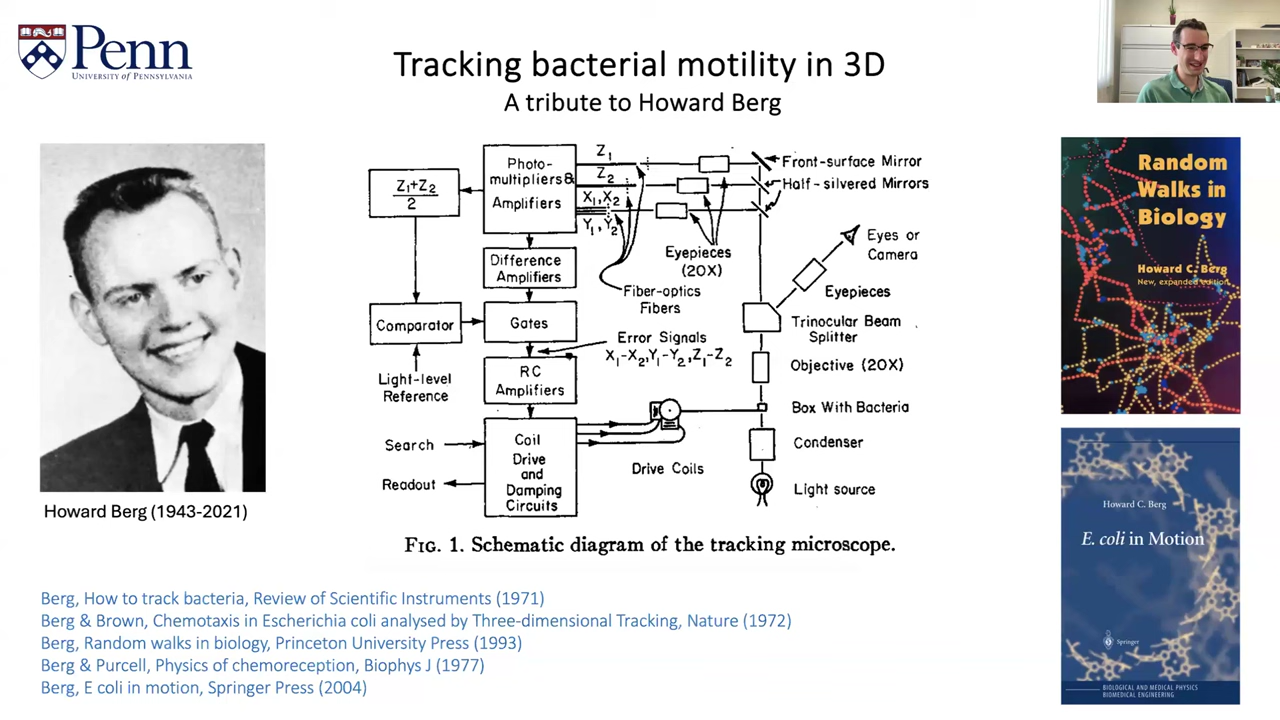 Penn
UNIVERSITY of PENNSYLVANIA
Tracking bacterial motility in 3D
A tribute to Howard Berg
Howard Berg (1943-2021)
Z1+Z2
2
Photo-
multipliers&
Amplifiers
Z1
Z2
X1,X2
Y1,Y2
Front-surface Mirror
Half-silvered Mirrors
Eyepieces
(20X)
Fiber-optics
Fibers
Eyes or
Camera
Eyepieces
Difference
Amplifiers
Comparator
Gates
Trinocular Beam
Splitter
Error Signals
X1-X2,Y1-Y2,Z1-Z2
Light-level
Reference
RC
Amplifiers
Objective (20X)
Box With Bacteria
Search
Readout
Coil
Drive
and
Damping
Circuits
Drive Coils
Condenser
Light source
FIG. 1. Schematic diagram of the tracking microscope.
Random
Walks in
Biology
Howard C. Berg
New, expanded edition
Howard C. Berg
E. coli in Motion
Springer
BIOLOGICAL AND MEDICAL PHYSICS
BIOMEDICAL ENGINEERING
Berg, How to track bacteria, Review of Scientific Instruments (1971)
Berg & Brown, Chemotaxis in Escherichia coli analysed by Three-dimensional Tracking, Nature (1972)
Berg, Random walks in biology, Princeton University Press (1993)
Berg & Purcell, Physics of chemoreception, Biophys J (1977)
Berg, E coli in motion, Springer Press (2004)